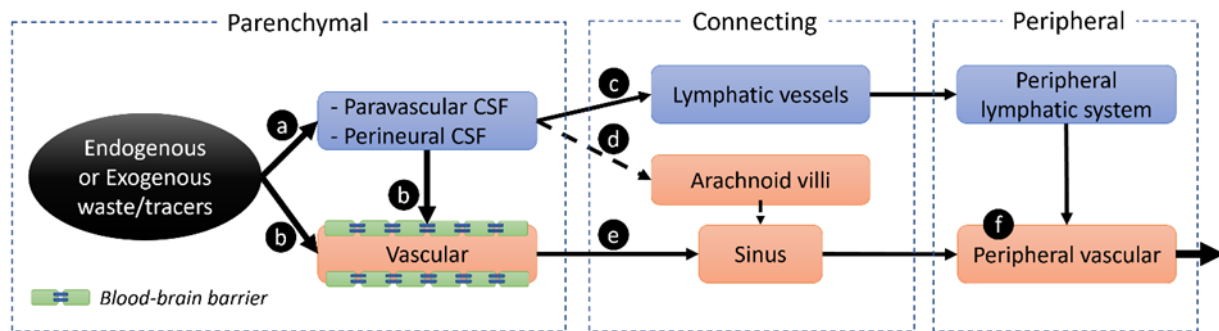 Parenchymal
Connecting
Peripheral
a
- Paravascular CSF
- Perineural CSF
c
Lymphatic vessels
Peripheral
lymphatic system
Endogenous
or Exogenous
waste/tracers
d
Arachnoid villi
b
b
Vascular
e
Sinus
f
Peripheral vascular
Blood-brain barrier